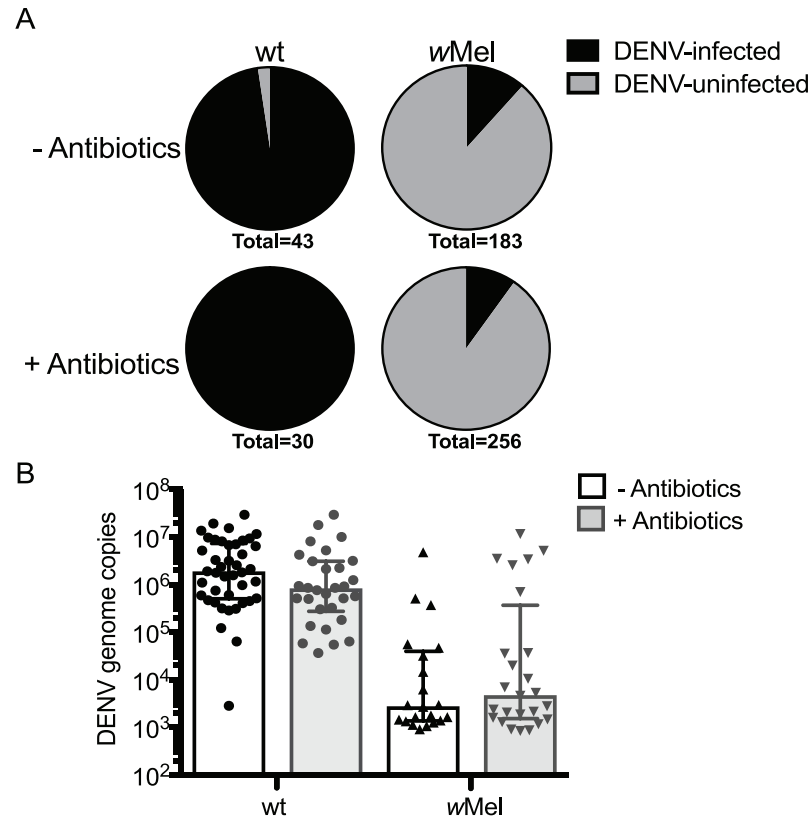 A
wt
wMel
DENV-infected
DENV-uninfected
- Antibiotics
Total=43
Total=183
+ Antibiotics
Total=30
Total=256
B
DENV genome copies
10⁸
10⁷
10⁶
10⁵
10⁴
10³
10²
wt
wMel
- Antibiotics
+ Antibiotics